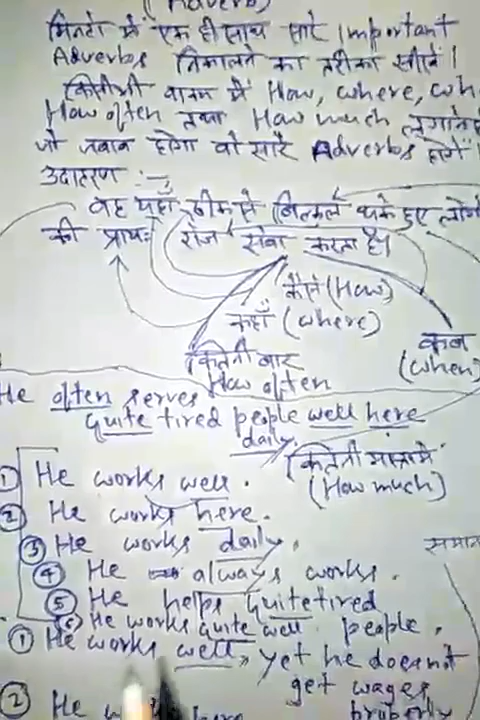 (Adverb)
मिनटो में एक ही साथ सारे Important
Adverbs निकालने का तरीका सीखें।
किसीभी वाक्य में How, where, wh
How often तथा How much लगाने
जो जवाब होगा वो सारे Adverbs होंगें।
उदाहरण :-
वह यहाँ ठीक से बिल्कुल थके हुए लोगो
की प्रायः रोज सेवा करता है।
कैसे (How)
कहाँ (where)
कितनी बार
How often
कब
(when)
He often serves
quite tired people well here
daily.
कितनी मात्रा में
(How much)
① He works well.
② He works here.
③ He works daily.
④ He always works.
⑤ He helps quite tired
people.
⑥ He works quite well
① He works well, yet he doesn't
get wages
properly
② He works here
समान